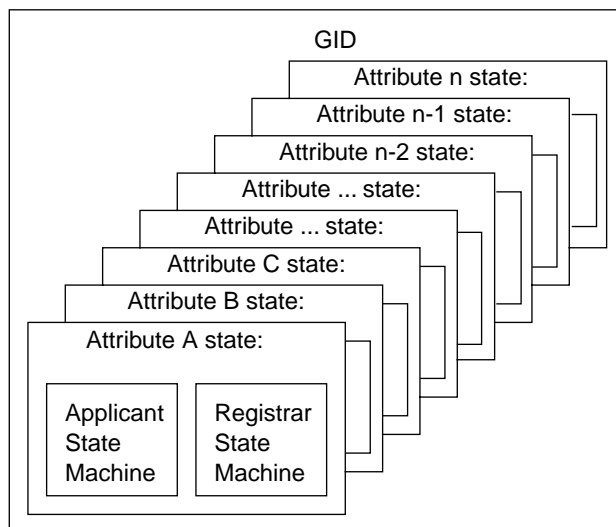 GID
Attribute n state:
Attribute n-1 state:
Attribute n-2 state:
Attribute ... state:
Attribute ... state:
Attribute C state:
Attribute B state:
Attribute A state:
Applicant
State
Machine
Registrar
State
Machine